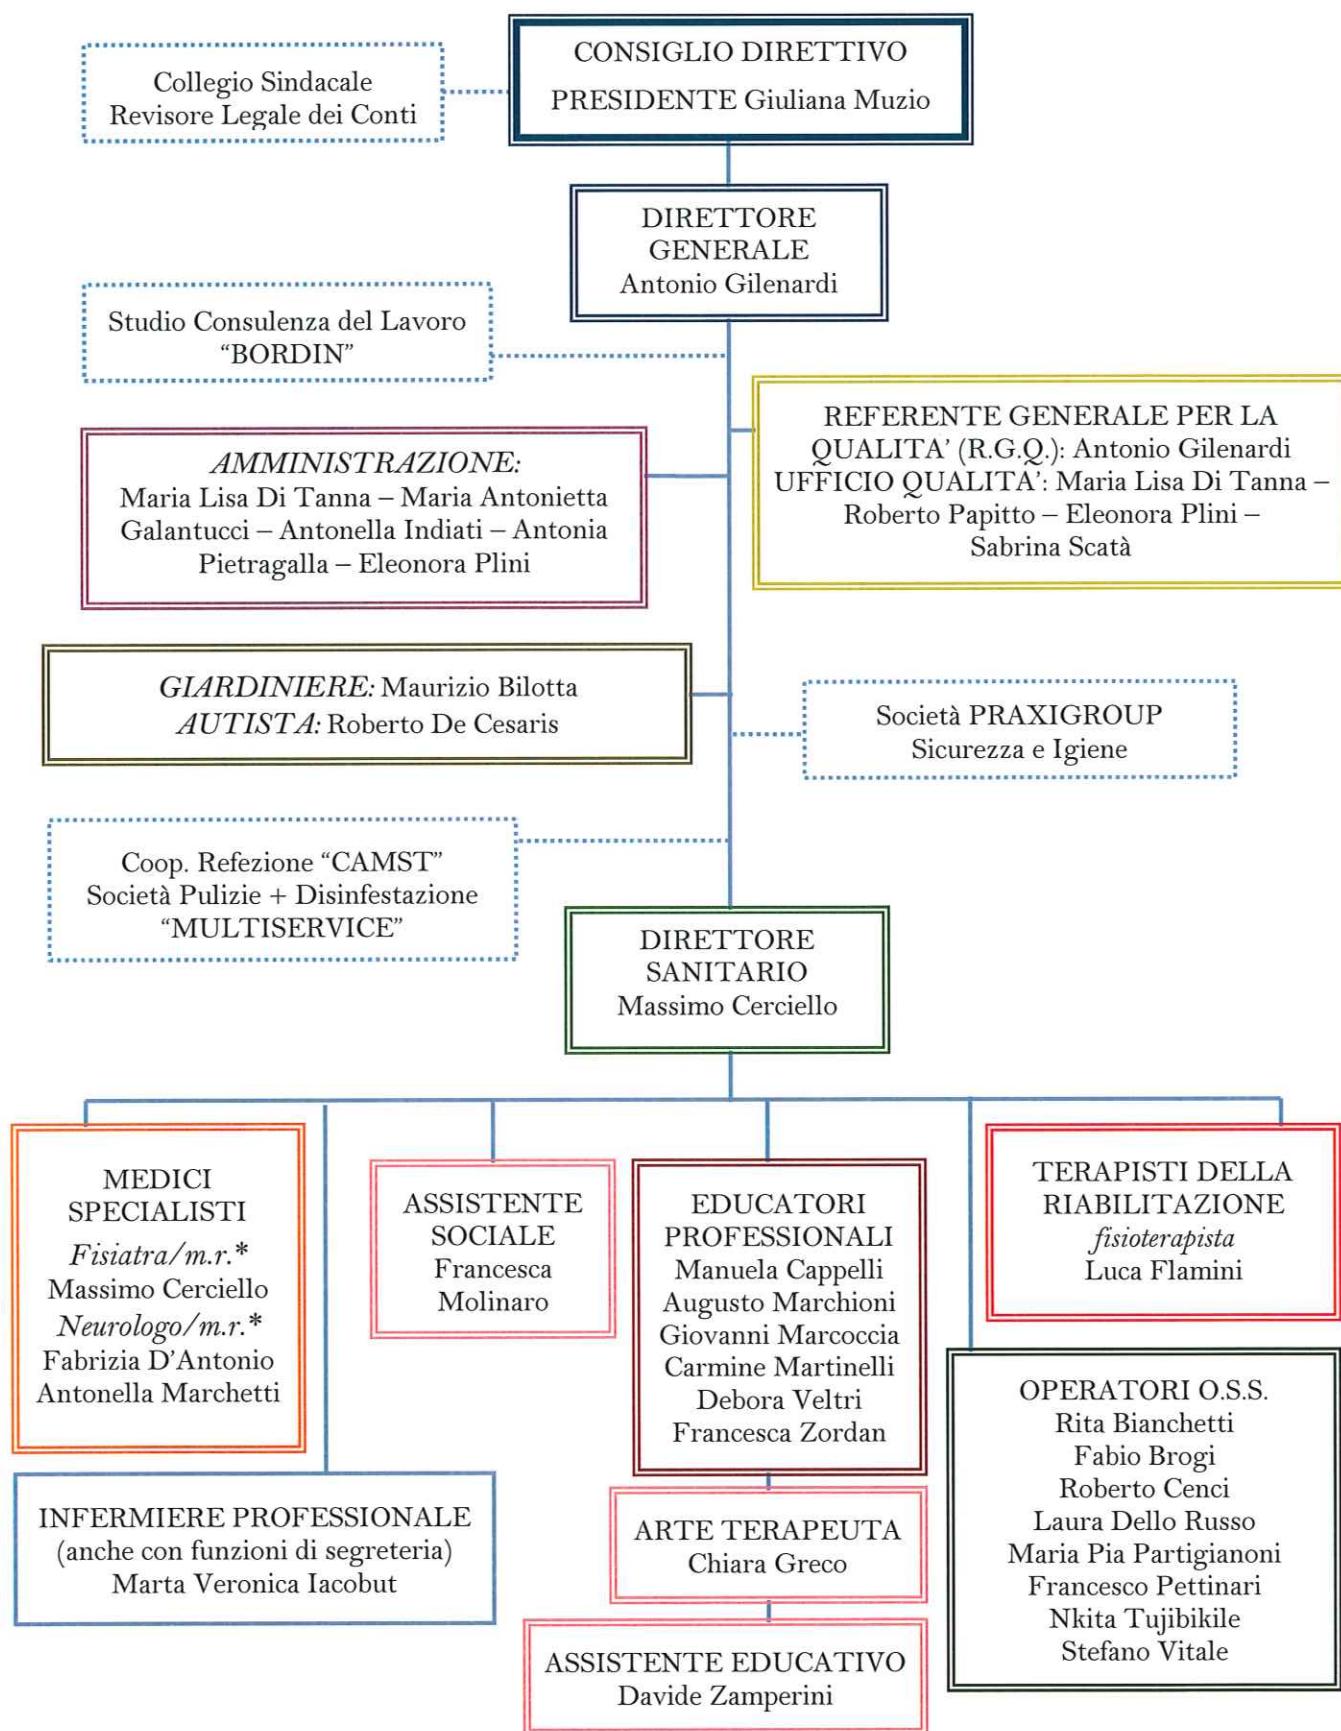 CONSIGLIO DIRETTIVO
PRESIDENTE Giuliana Muzio
Collegio Sindacale
Revisore Legale dei Conti
DIRETTORE
GENERALE
Antonio Gilenardi
Studio Consulenza del Lavoro
“BORDIN”
REFERENTE GENERALE PER LA
QUALITA’ (R.G.Q.): Antonio Gilenardi
UFFICIO QUALITA’: Maria Lisa Di Tanna –
Roberto Papitto – Eleonora Plini –
Sabrina Scatà
AMMINISTRAZIONE:
Maria Lisa Di Tanna – Maria Antonietta
Galantucci – Antonella Indiati – Antonia
Pietragalla – Eleonora Plini
GIARDINIERE: Maurizio Bilotta
AUTISTA: Roberto De Cesaris
Società PRAXIGROUP
Sicurezza e Igiene
Coop. Refezione “CAMST”
Società Pulizie + Disinfestazione
“MULTISERVICE”
DIRETTORE
SANITARIO
Massimo Cerciello
MEDICI
SPECIALISTI
Fisiatra/m.r.*
Massimo Cerciello
Neurologo/m.r.*
Fabrizia D’Antonio
Antonella Marchetti
INFERMIERE PROFESSIONALE
(anche con funzioni di segreteria)
Marta Veronica Iacobut
ASSISTENTE
SOCIALE
Francesca
Molinaro
EDUCATORI
PROFESSIONALI
Manuela Cappelli
Augusto Marchioni
Giovanni Marcoccia
Carmine Martinelli
Debora Veltri
Francesca Zordan
ARTE TERAPEUTA
Chiara Greco
ASSISTENTE EDUCATIVO
Davide Zamperini
TERAPISTI DELLA
RIABILITAZIONE
fisioterapista
Luca Flamini
OPERATORI O.S.S.
Rita Bianchetti
Fabio Brogi
Roberto Cenci
Laura Dello Russo
Maria Pia Partigianoni
Francesco Pettinari
Nkita Tujibikile
Stefano Vitale